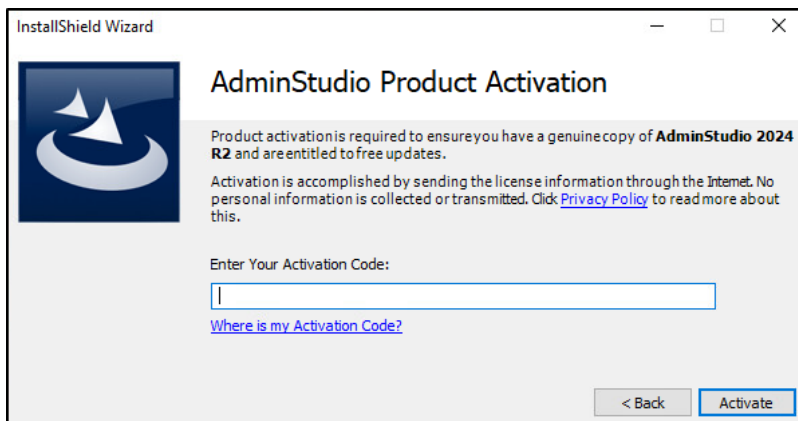 InstallShield Wizard
AdminStudio Product Activation
Product activation is required to ensure you have a genuine copy of AdminStudio 2024
R2 and are entitled to free updates.
Activation is accomplished by sending the license information through the Internet. No
personal information is collected or transmitted. Click Privacy Policy to read more about
this.
Enter Your Activation Code:
Where is my Activation Code?
< Back
Activate